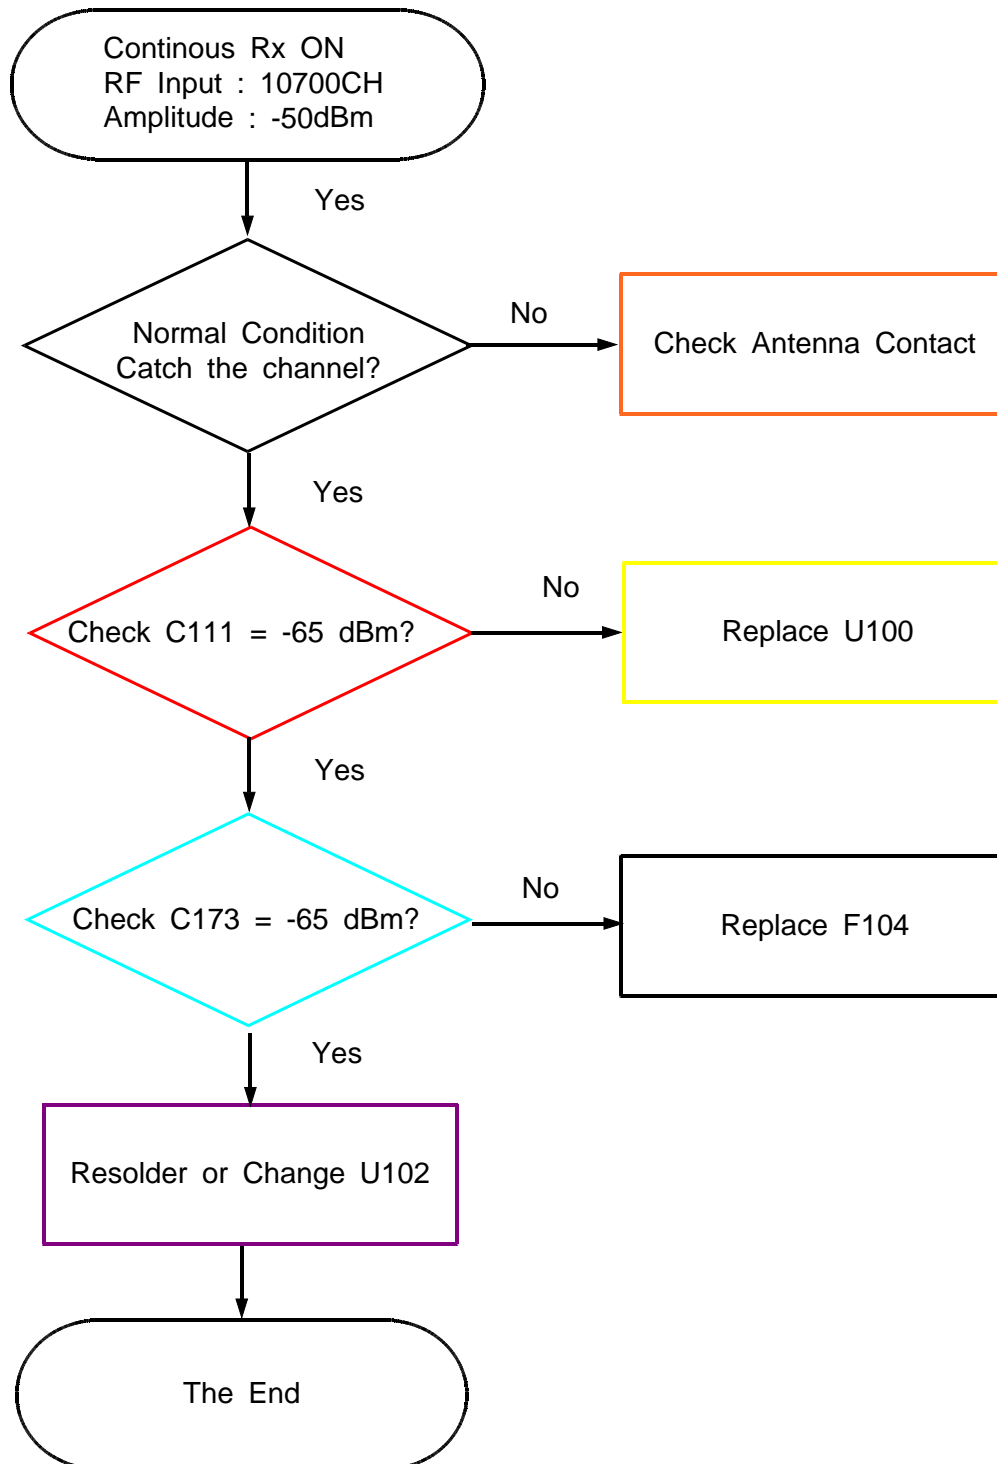 Continous Rx ON
RF Input : 10700CH
Amplitude : -50dBm
Yes
Normal Condition
Catch the channel?
No
Check Antenna Contact
Yes
Check C111 = -65 dBm?
No
Replace U100
Yes
Check C173 = -65 dBm?
No
Replace F104
Yes
Resolder or Change U102
The End